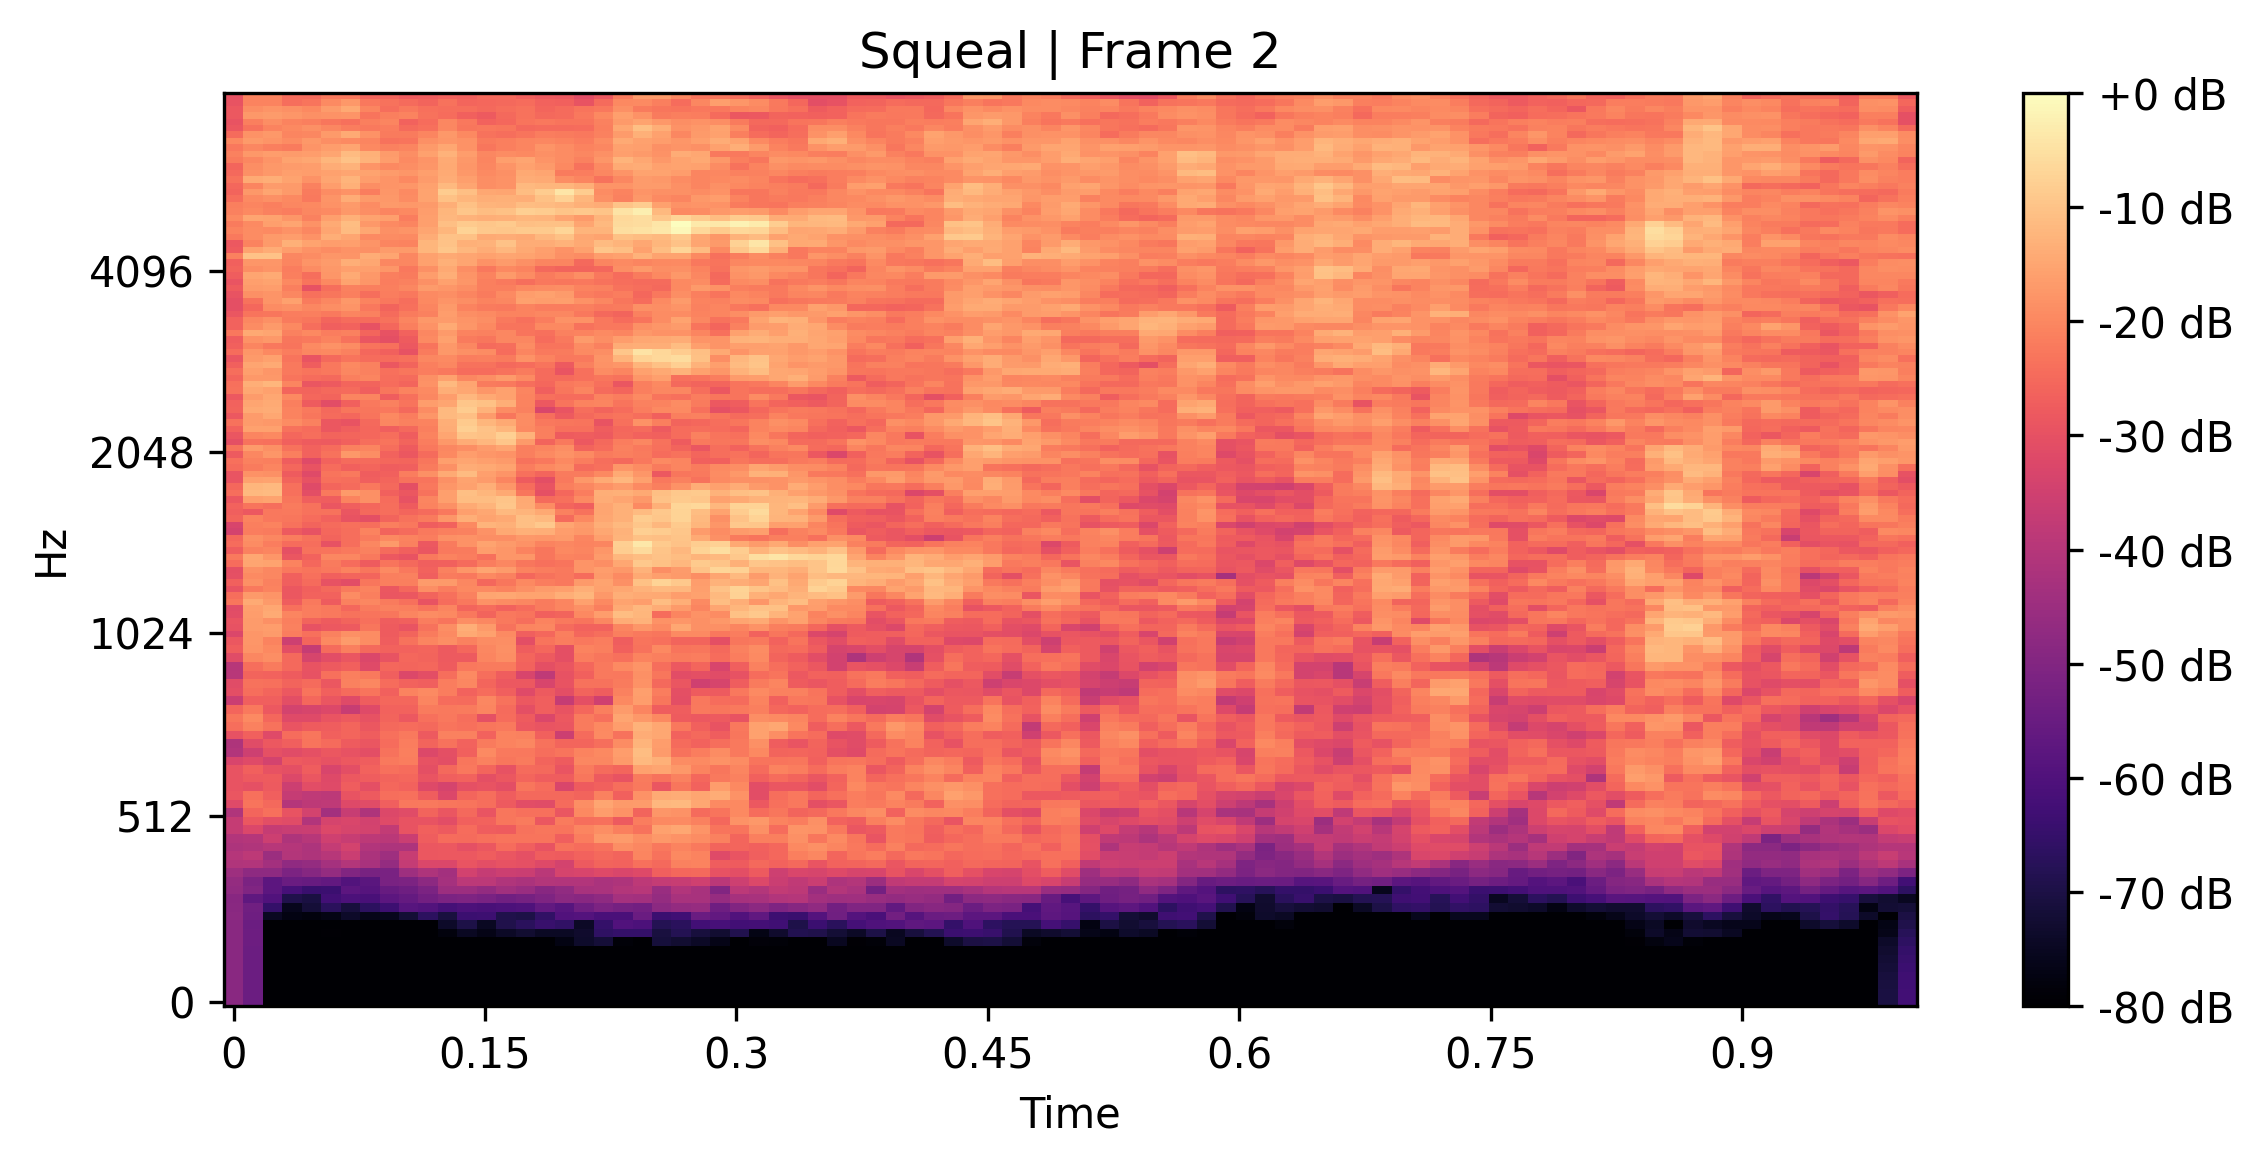 Squeal | Frame 2
Hz
4096
2048
1024
512
0
0 0.15 0.3 0.45 0.6 0.75 0.9
Time
+0 dB
-10 dB
-20 dB
-30 dB
-40 dB
-50 dB
-60 dB
-70 dB
-80 dB